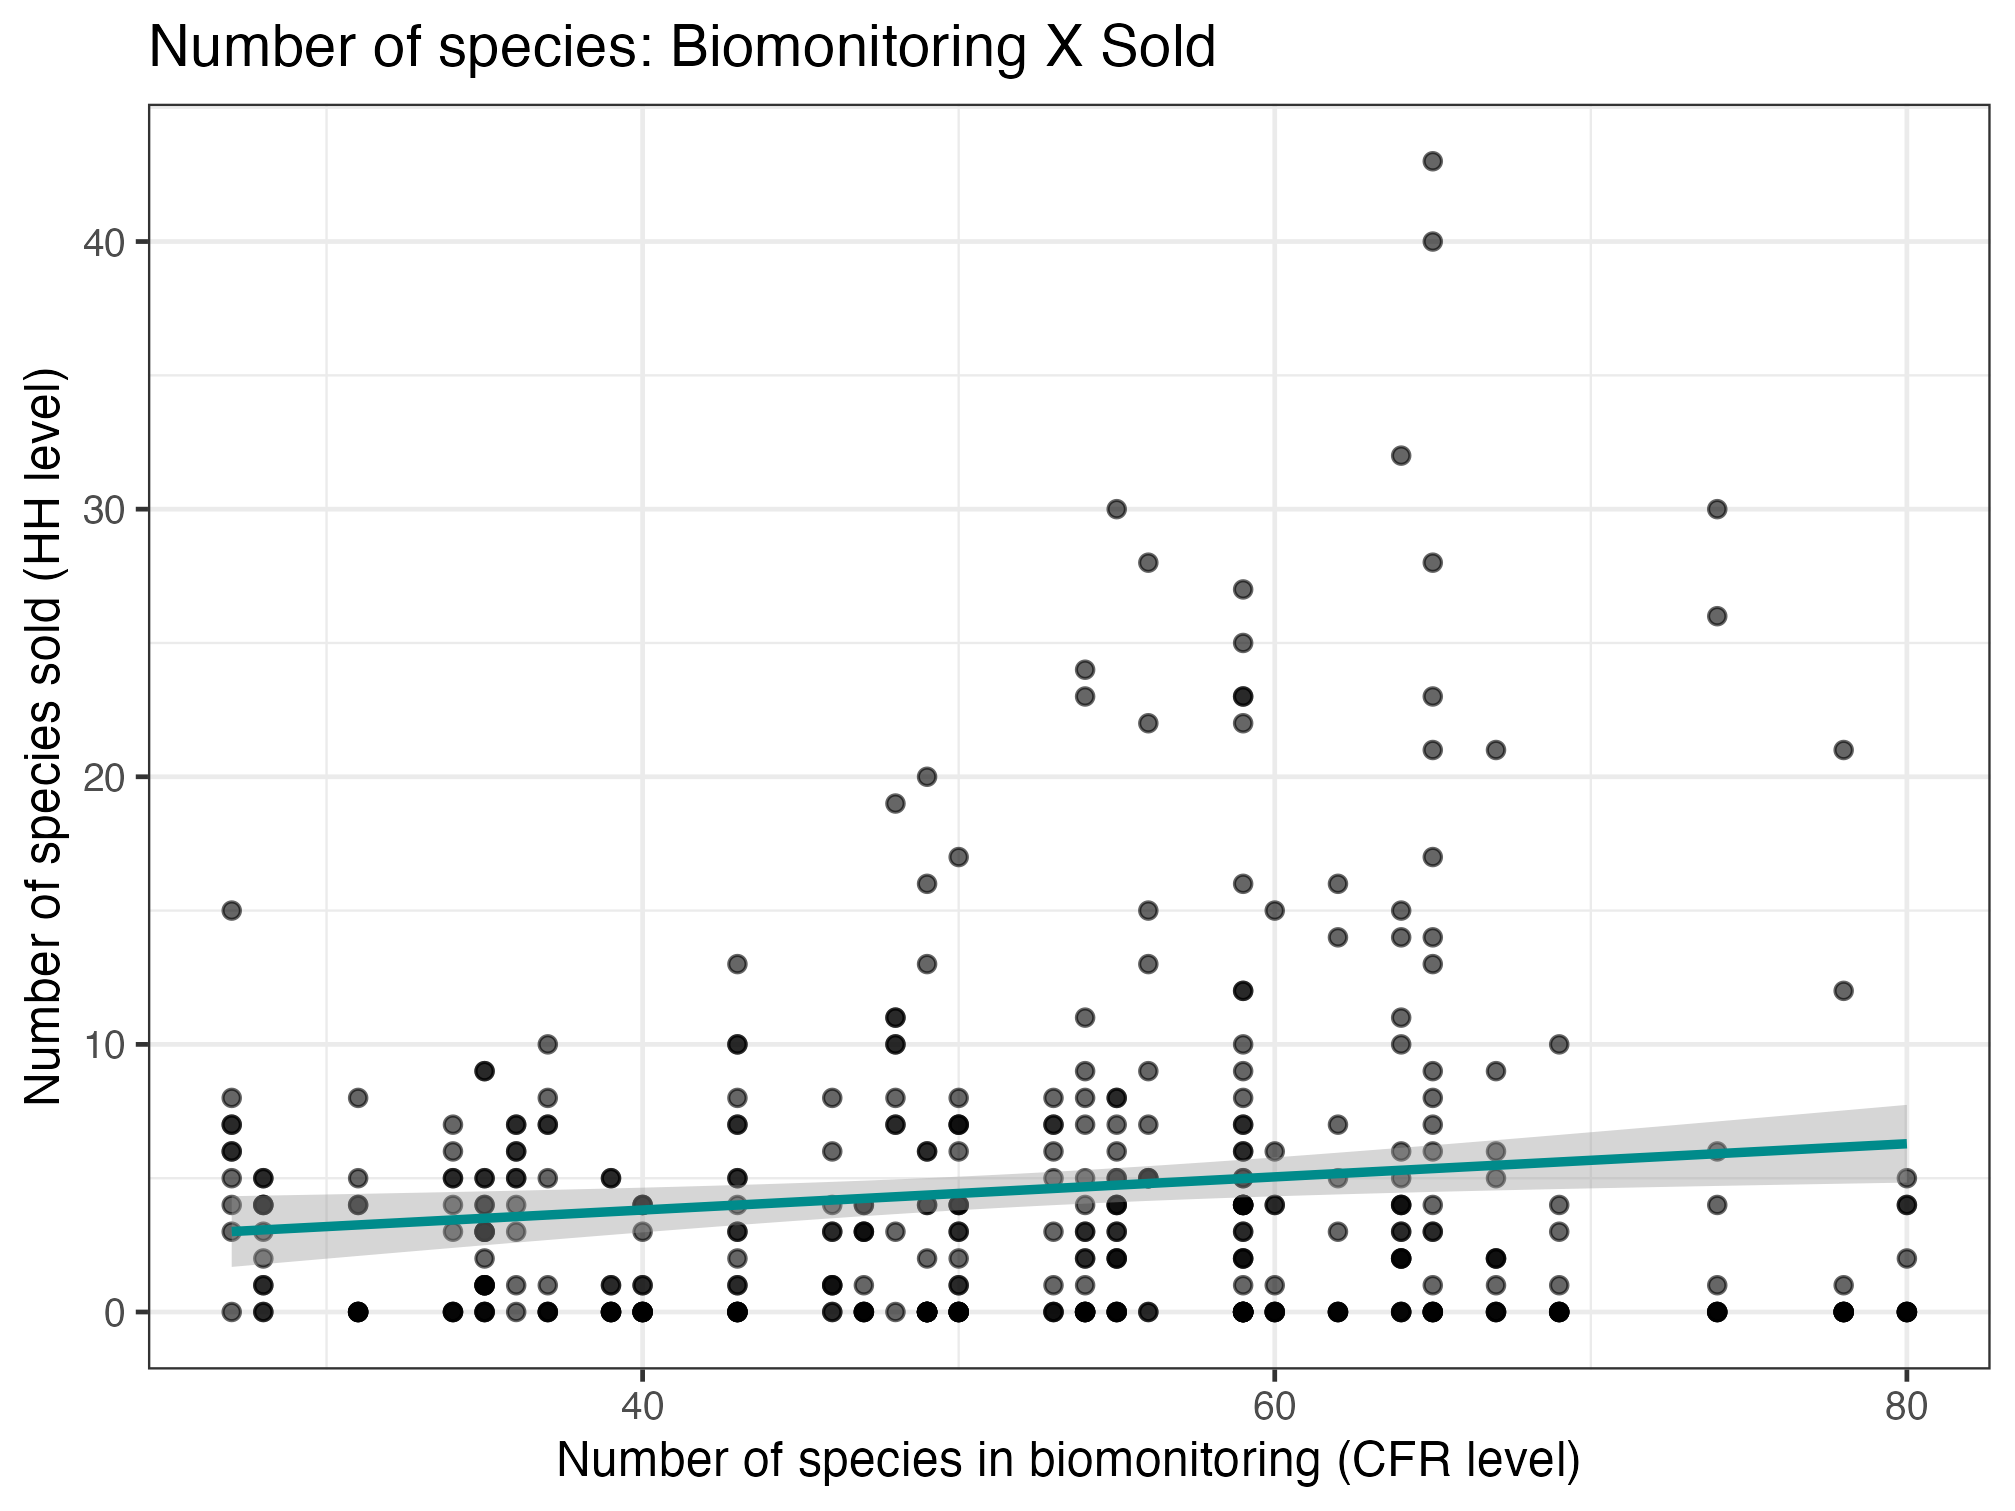 Number of species: Biomonitoring X Sold
Number of species sold (HH level)
40
30
20
10
0
40
60
80
Number of species in biomonitoring (CFR level)